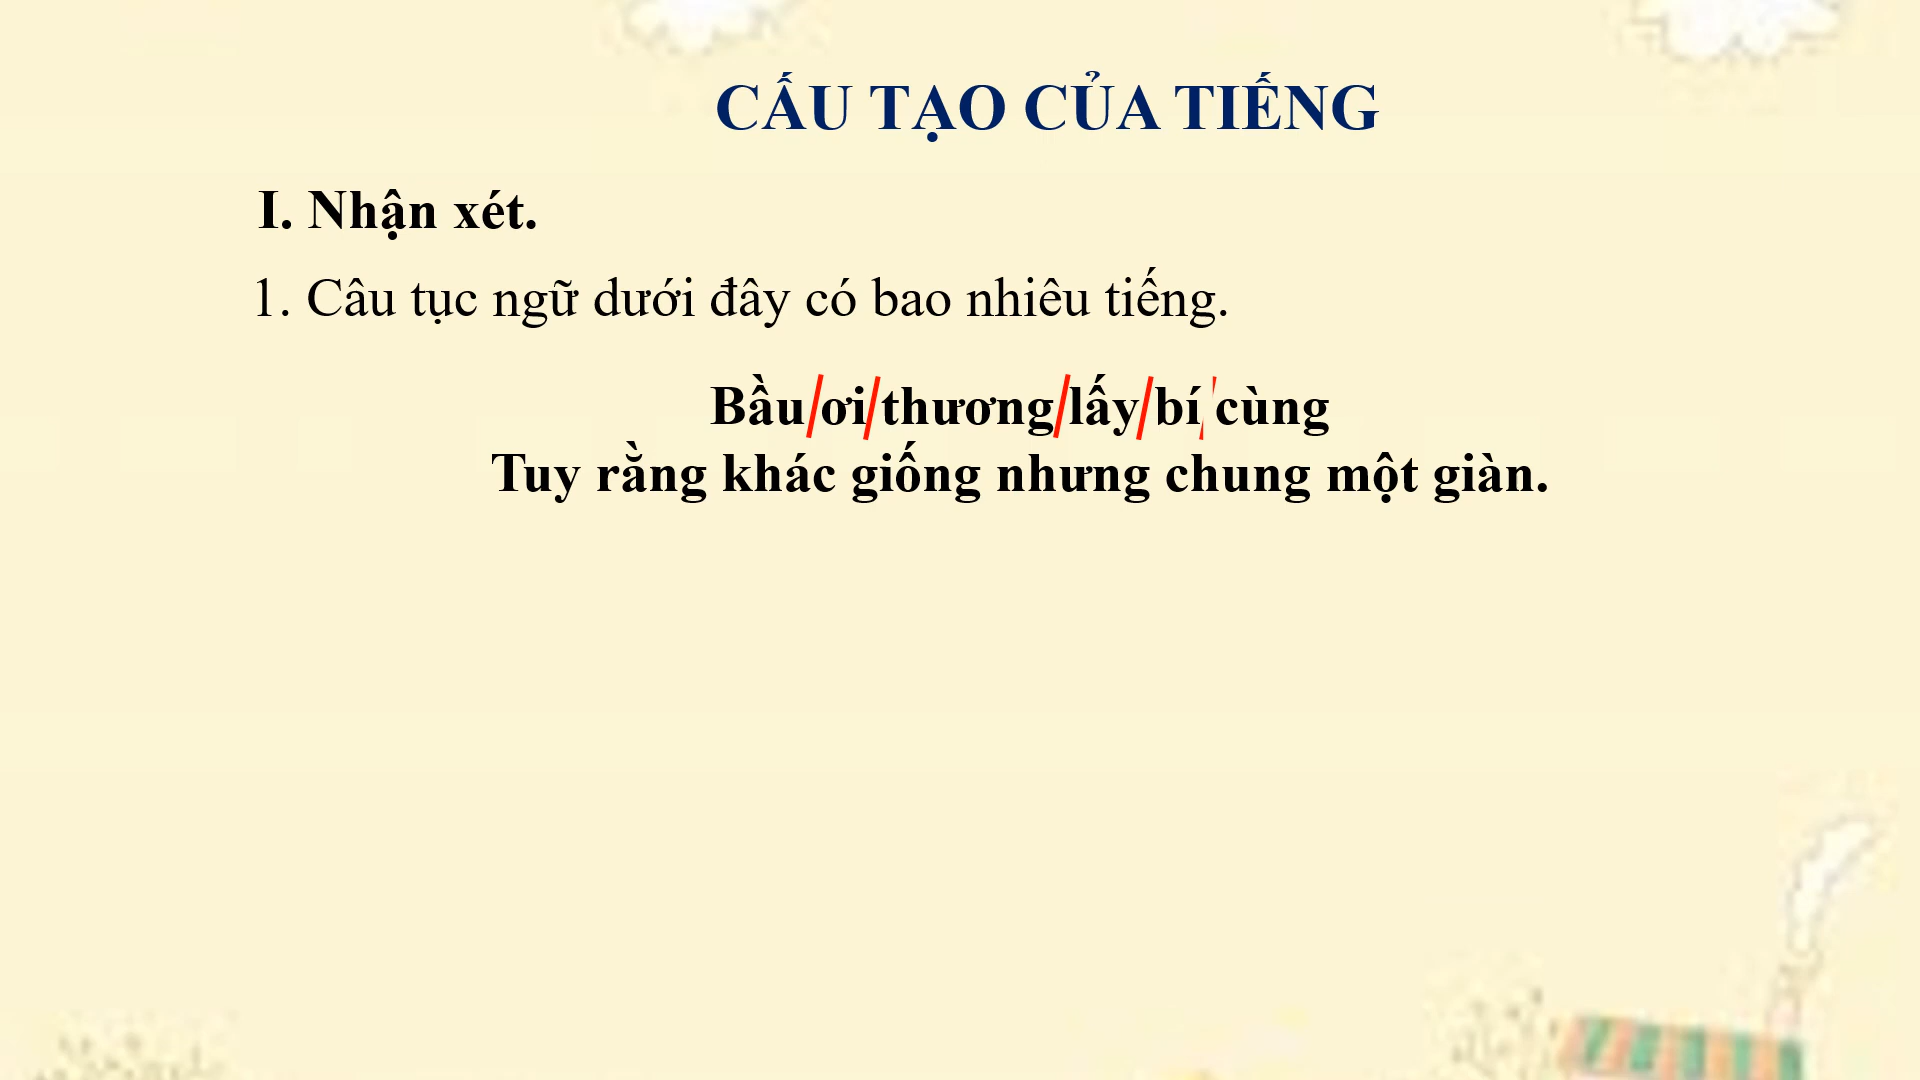 CẤU TẠO CỦA TIẾNG
I. Nhận xét.
1. Câu tục ngữ dưới đây có bao nhiêu tiếng.
Bầu/ơi/thương/lấy/bí/cùng
Tuy rằng khác giống nhưng chung một giàn.